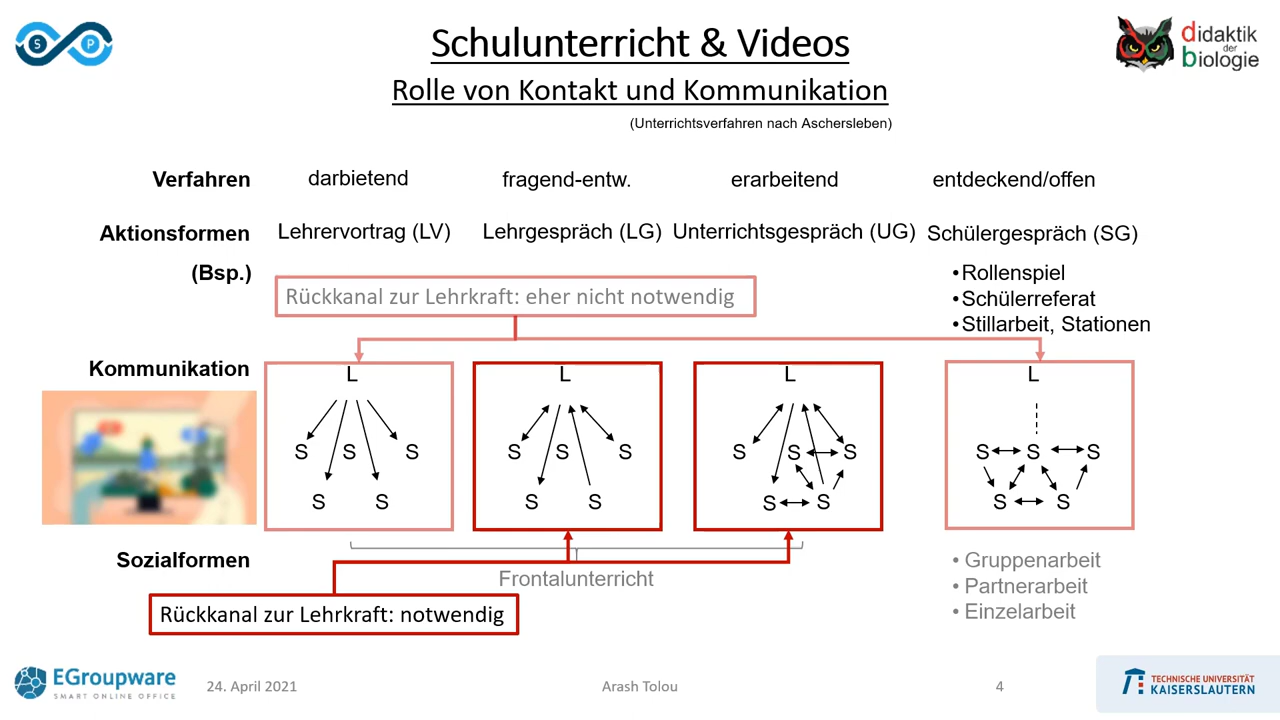 S P
Schulunterricht & Videos
didaktik
der
biologie
Rolle von Kontakt und Kommunikation
(Unterrichtsverfahren nach Aschersleben)
Verfahren darbietend fragend-entw. erarbeitend entdeckend/offen
Aktionsformen Lehrervortrag (LV) Lehrgespräch (LG) Unterrichtsgespräch (UG) Schülergespräch (SG)
(Bsp.) •Rollenspiel
Rückkanal zur Lehrkraft: eher nicht notwendig •Schülerreferat
•Stillarbeit, Stationen
Kommunikation L L L L
S S S S S S S S S S S S
S S S S S S S S
Sozialformen • Gruppenarbeit
Frontalunterricht • Partnerarbeit
Rückkanal zur Lehrkraft: notwendig • Einzelarbeit
EGroupware
SMART ONLINE OFFICE
24. April 2021 Arash Tolou 4
TECHNISCHE UNIVERSITÄT
KAISERSLAUTERN